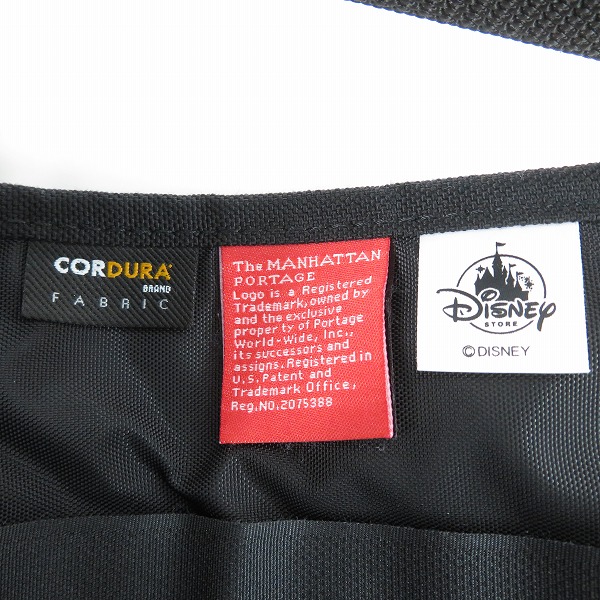 CORDURA®
BRAND
FABRIC
The MANHATTAN
PORTAGE
Logo is a Registered
Trademark, owned by
and the exclusive
property of Portage
World-Wide, Inc.,
its successors and
assigns. Registered in
U.S. Patent and
Trademark Office,
Reg.NO.2075388
Disney
STORE
©DISNEY